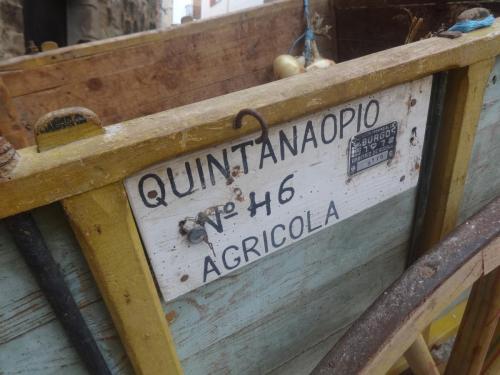 QUINTANAOPIO
Nº 46
AGRICOLA
BURGOS